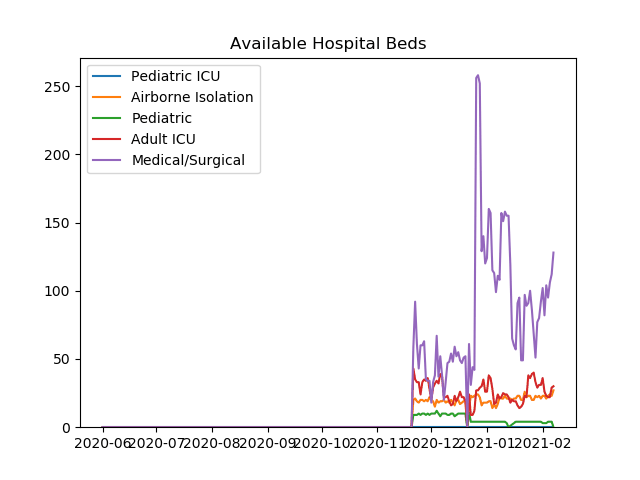 Available Hospital Beds
Pediatric ICU
Airborne Isolation
Pediatric
Adult ICU
Medical/Surgical
250
200
150
100
50
0
2020-06 2020-07 2020-08 2020-09 2020-10 2020-11 2020-12 2021-01 2021-02